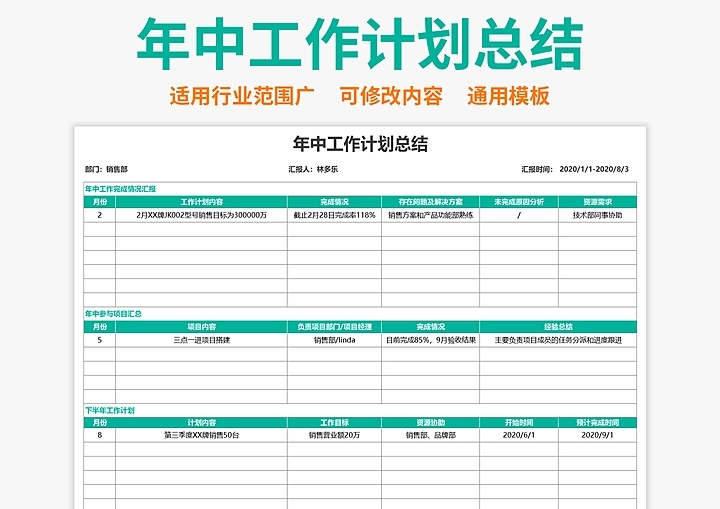 年中工作计划总结
适用行业范围广 可修改内容 通用模板
年中工作计划总结
部门：销售部 汇报人：林多乐 汇报时间： 2020/1/1-2020/8/3
年中工作完成情况汇报
月份 工作计划内容 完成情况 存在问题及解决方案 未完成原因分析 资源需求
2 2月XX牌JK002型号销售目标为300000万 截止2月28日完成率118% 销售方案和产品功能部熟练 / 技术部同事协助
年中参与项目汇总
月份 项目内容 负责项目部门/项目经理 完成情况 经验总结
5 三点一进项目搭建 销售部/linda 目前完成85%，9月验收结果 主要负责项目成员的任务分派和进度跟进
下半年工作计划
月份 计划内容 工作目标 资源协助 开始时间 预计完成时间
8 第三季度XX牌销售50台 销售营业额20万 销售部、品牌部 2020/6/1 2020/9/1